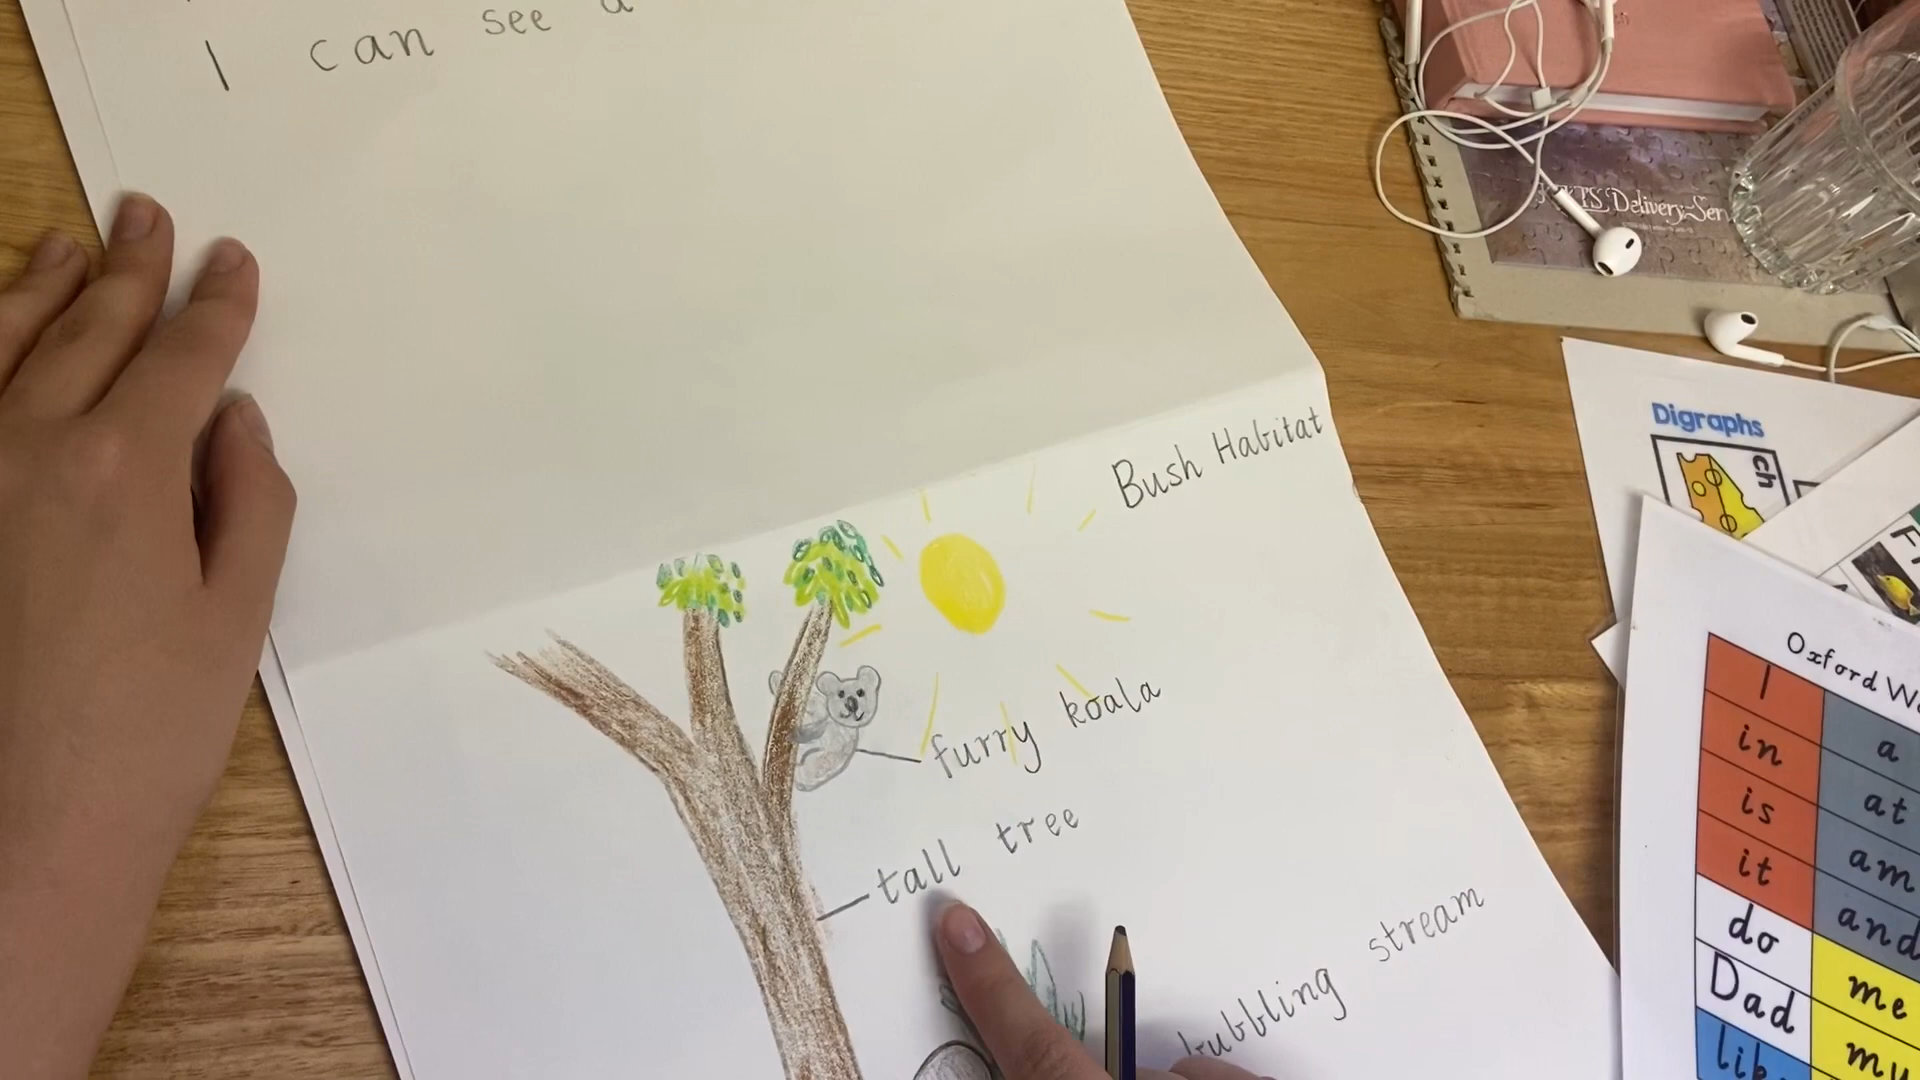 I can see a
Bush Habitat
furry koala
tall tree
bubbling stream
Delivery
Digraphs
ch
Oxford
I
a
in
at
is
am
it
and
do
me
Dad
my